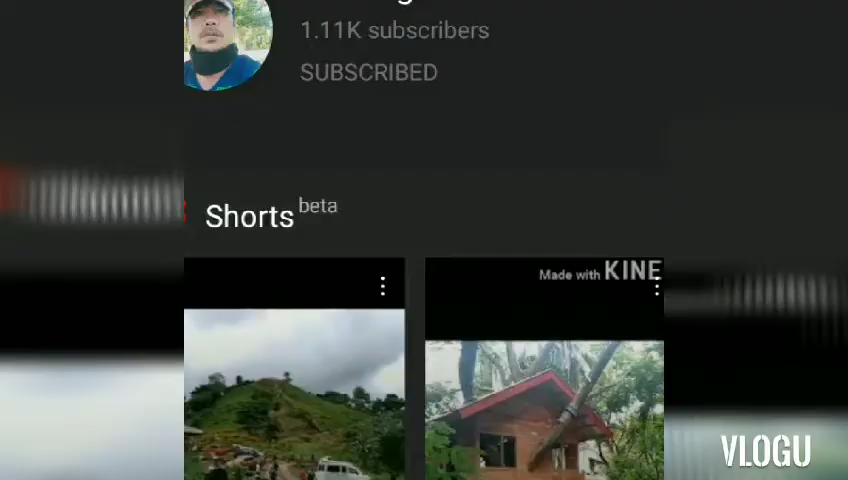 1.11K subscribers
SUBSCRIBED
Shorts beta
Made with KINE
VLOGU